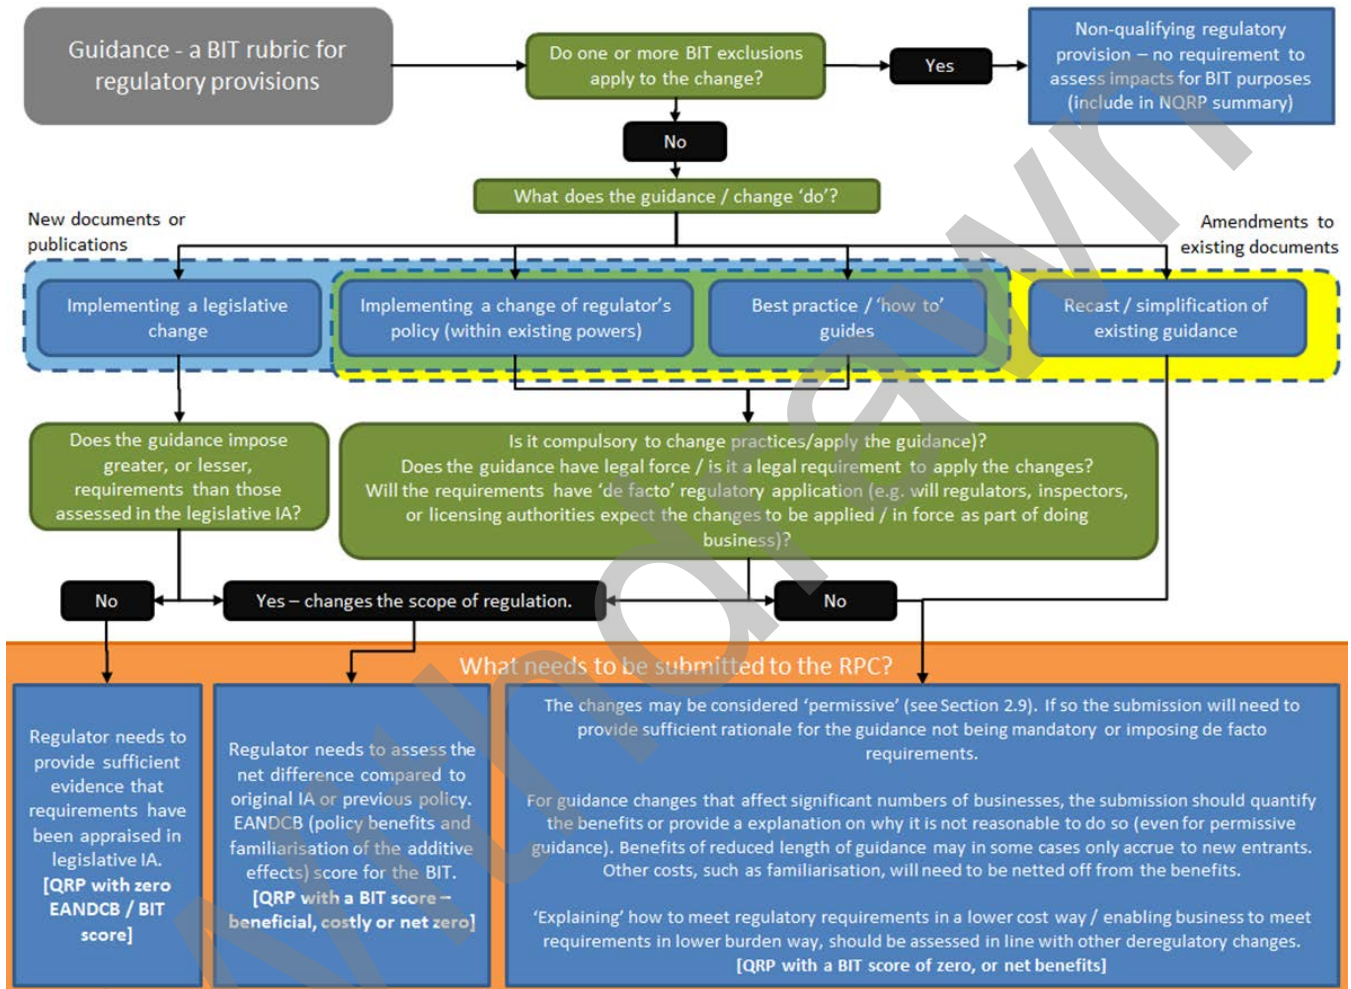 Guidance - a BIT rubric for
regulatory provisions
Do one or more BIT exclusions
apply to the change?
Yes
Non-qualifying regulatory
provision – no requirement to
assess impacts for BIT purposes
(include in NQRP summary)
No
What does the guidance / change ‘do’?
New documents or
publications
Amendments to
existing documents
Implementing a legislative
change
Implementing a change of regulator’s
policy (within existing powers)
Best practice / ‘how to’
guides
Recast / simplification of
existing guidance
Does the guidance impose
greater, or lesser,
requirements than those
assessed in the legislative IA?
Is it compulsory to change practices/apply the guidance)?
Does the guidance have legal force / is it a legal requirement to apply the changes?
Will the requirements have ‘de facto’ regulatory application (e.g. will regulators, inspectors,
or licensing authorities expect the changes to be applied / in force as part of doing
business)?
No
Yes – changes the scope of regulation.
No
What needs to be submitted to the RPC?
Regulator needs to
provide sufficient
evidence that
requirements have
been appraised in
legislative IA.
[QRP with zero
EANDCB / BIT
score]
Regulator needs to assess the
net difference compared to
original IA or previous policy.
EANDCB (policy benefits and
familiarisation of the additive
effects) score for the BIT.
[QRP with a BIT score –
beneficial, costly or net zero]
The changes may be considered ‘permissive’ (see Section 2.9). If so the submission will need to
provide sufficient rationale for the guidance not being mandatory or imposing de facto
requirements.
For guidance changes that affect significant numbers of businesses, the submission should quantify
the benefits or provide a explanation on why it is not reasonable to do so (even for permissive
guidance). Benefits of reduced length of guidance may in some cases only accrue to new entrants.
Other costs, such as familiarisation, will need to be netted off from the benefits.
‘Explaining’ how to meet regulatory requirements in a lower cost way / enabling business to meet
requirements in lower burden way, should be assessed in line with other deregulatory changes.
[QRP with a BIT score of zero, or net benefits]
Withdrawn